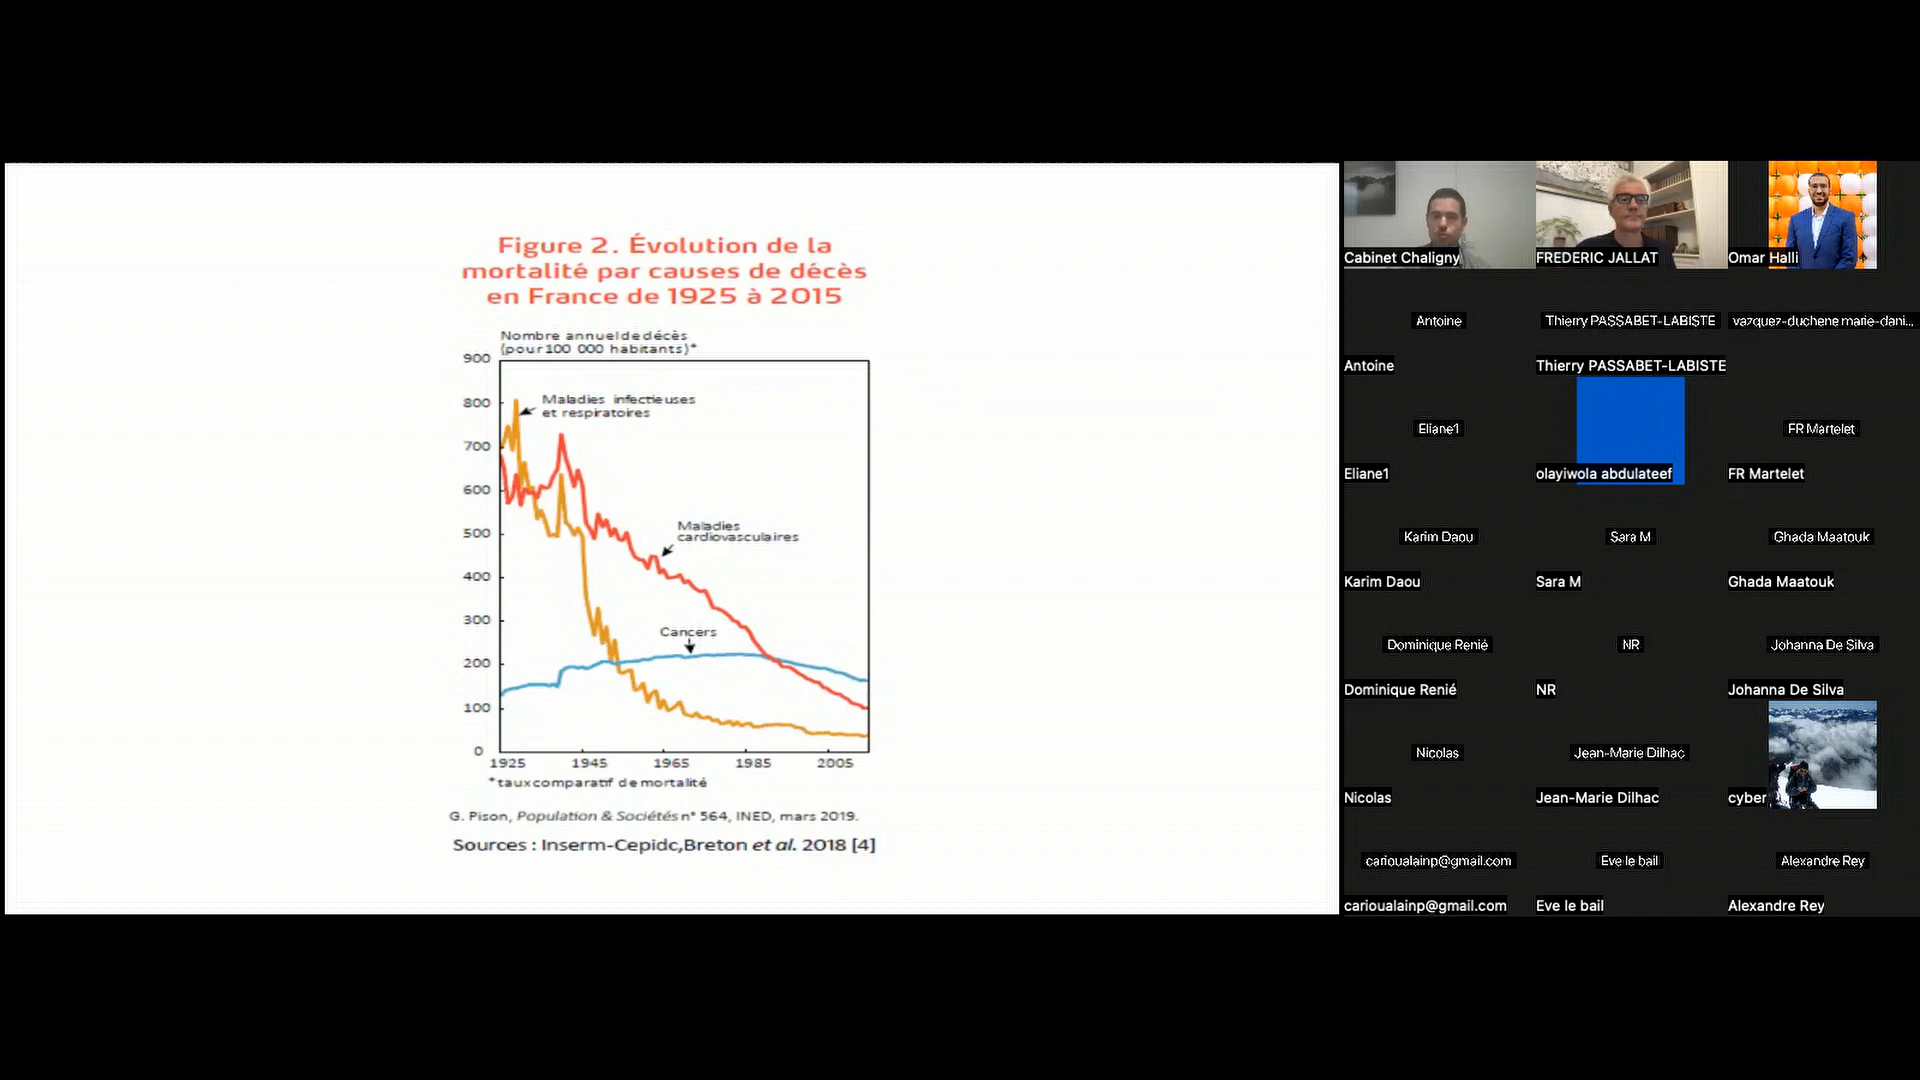 Figure 2. Évolution de la
mortalité par causes de décès
en France de 1925 à 2015
Nombre annuel de décès
(pour 100 000 habitants)*
900
800
700
600
500
400
300
200
100
0
Maladies infectieuses
et respiratoires
Maladies
cardiovasculaires
Cancers
1925 1945 1965 1985 2005
*taux comparatif de mortalité
G. Pison, Population & Sociétés n° 564, INED, mars 2019.
Sources : Inserm-Cepidc,Breton et al. 2018 [4]
Cabinet Chaligny FREDERIC JALLAT Omar Halli
Antoine Thierry PASSABET-LABISTE vazquez-duchene marie-dani...
Antoine Thierry PASSABET-LABISTE
Eliane1 FR Martelet
Eliane1 olayiwola abdulateef FR Martelet
Karim Daou Sara M Ghada Maatouk
Karim Daou Sara M Ghada Maatouk
Dominique Renié NR Johanna De Silva
Dominique Renié NR Johanna De Silva
Nicolas Jean-Marie Dilhac
Nicolas Jean-Marie Dilhac cyber
carioualainp@gmail.com Eve le bail Alexandre Rey
carioualainp@gmail.com Eve le bail Alexandre Rey